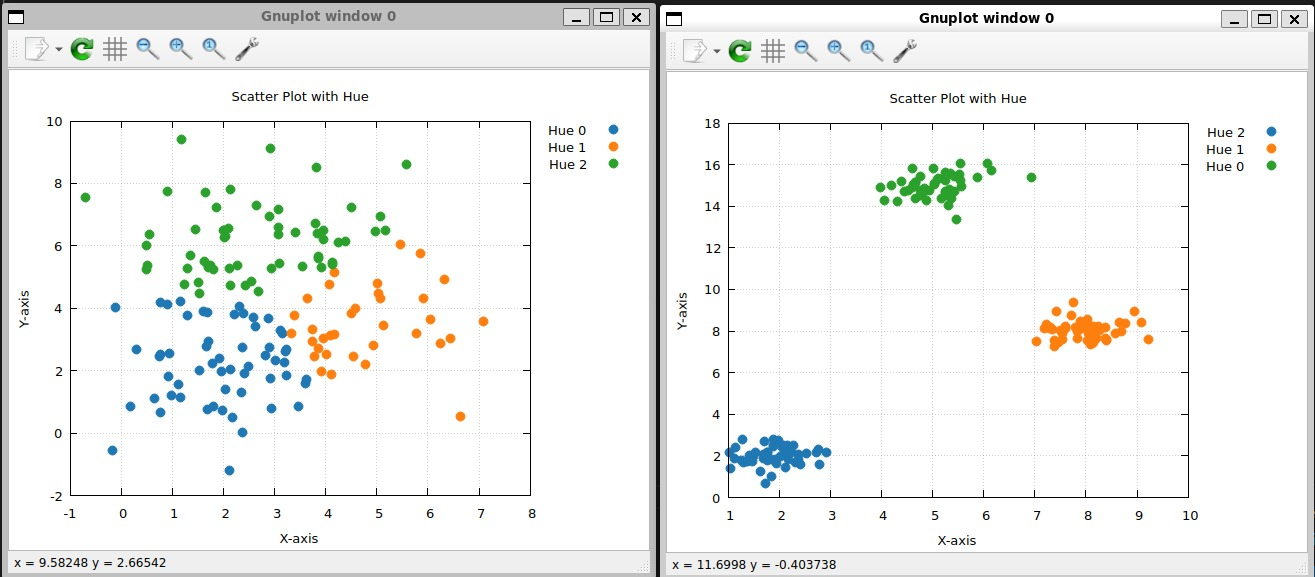 Gnuplot window 0
Scatter Plot with Hue
Hue 0
Hue 1
Hue 2
10
8
6
4
2
0
-2
Y-axis
-1 0 1 2 3 4 5 6 7 8
X-axis
x = 9.58248 y = 2.66542
Gnuplot window 0
Scatter Plot with Hue
Hue 2
Hue 1
Hue 0
18
16
14
12
10
8
6
4
2
0
Y-axis
1 2 3 4 5 6 7 8 9 10
X-axis
x = 11.6998 y = -0.403738